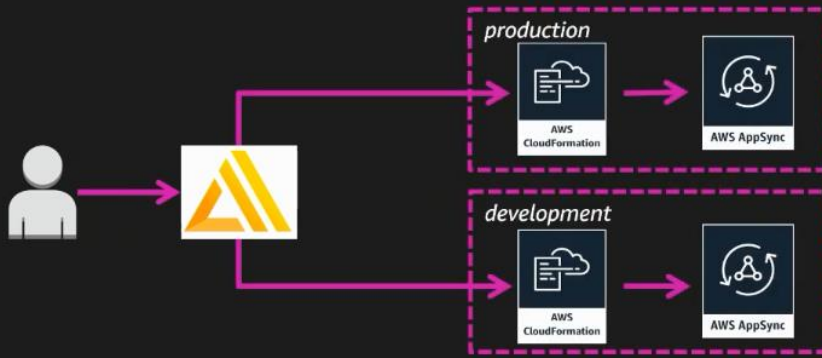 production
AWS
CloudFormation
AWS AppSync
development
AWS
CloudFormation
AWS AppSync